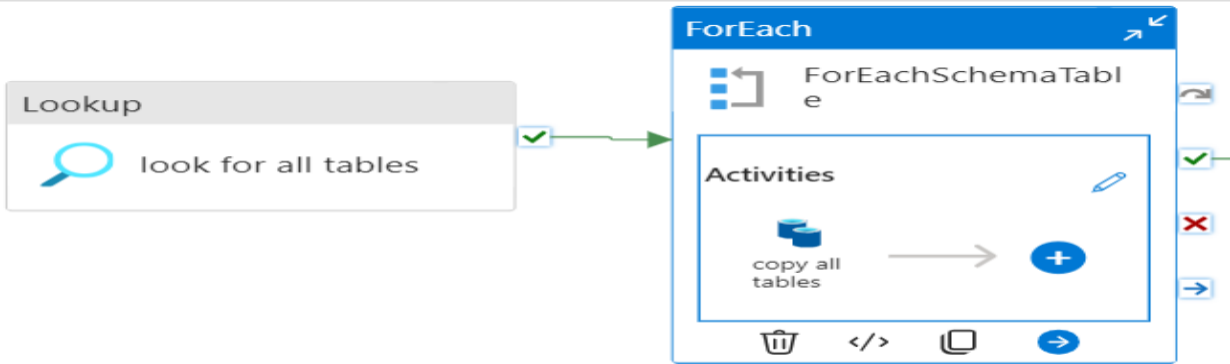 Lookup
look for all tables
ForEach
ForEachSchemaTabl
e
Activities
copy all
tables